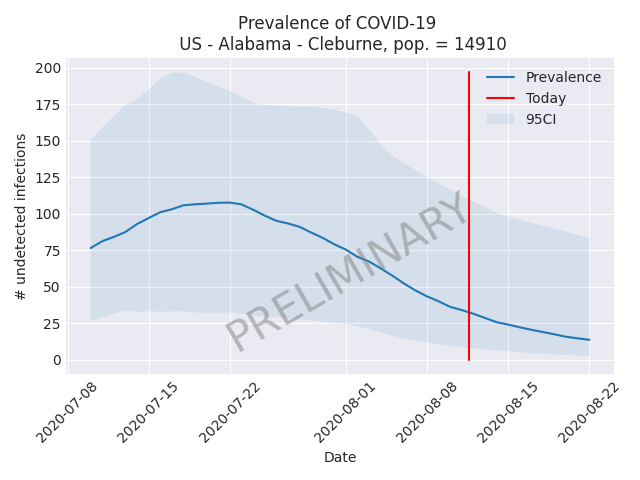 Prevalence of COVID-19
US - Alabama - Cleburne, pop. = 14910
Prevalence
Today
95CI
200
175
150
125
100
75
50
25
0
# undetected infections
PRELIMINARY
2020-07-08
2020-07-15
2020-07-22
2020-08-01
2020-08-08
2020-08-15
2020-08-22
Date